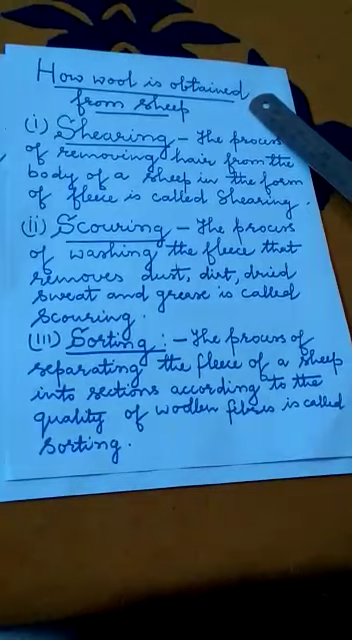 How wool is obtained
from sheep
(i) Shearing - The process
of removing hair from the
body of a sheep in the form
of fleece is called Shearing.
(ii) Scouring - The process
of washing the fleece that
removes dust, dirt, dried
sweat and grease is called
Scouring.
(III) Sorting :- The process of
separating the fleece of a sheep
into sections according to the
quality of woollen fibres is called
Sorting.